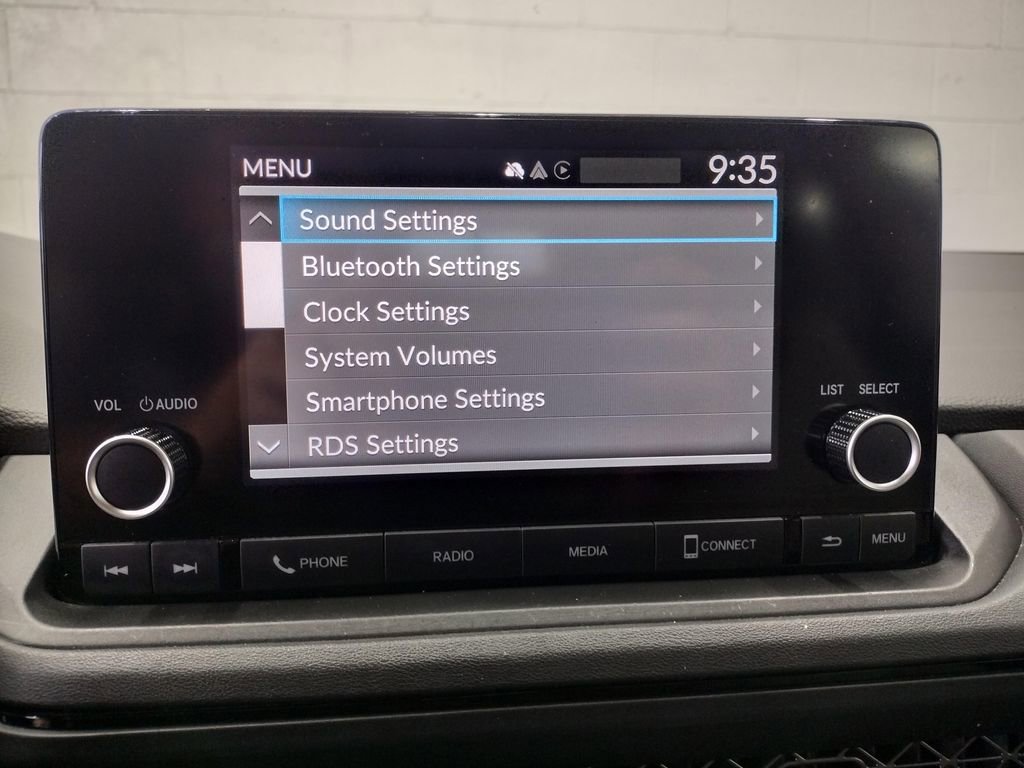 MENU 9:35
Sound Settings
Bluetooth Settings
Clock Settings
System Volumes
Smartphone Settings
RDS Settings
VOL AUDIO
LIST SELECT
PHONE RADIO MEDIA CONNECT MENU